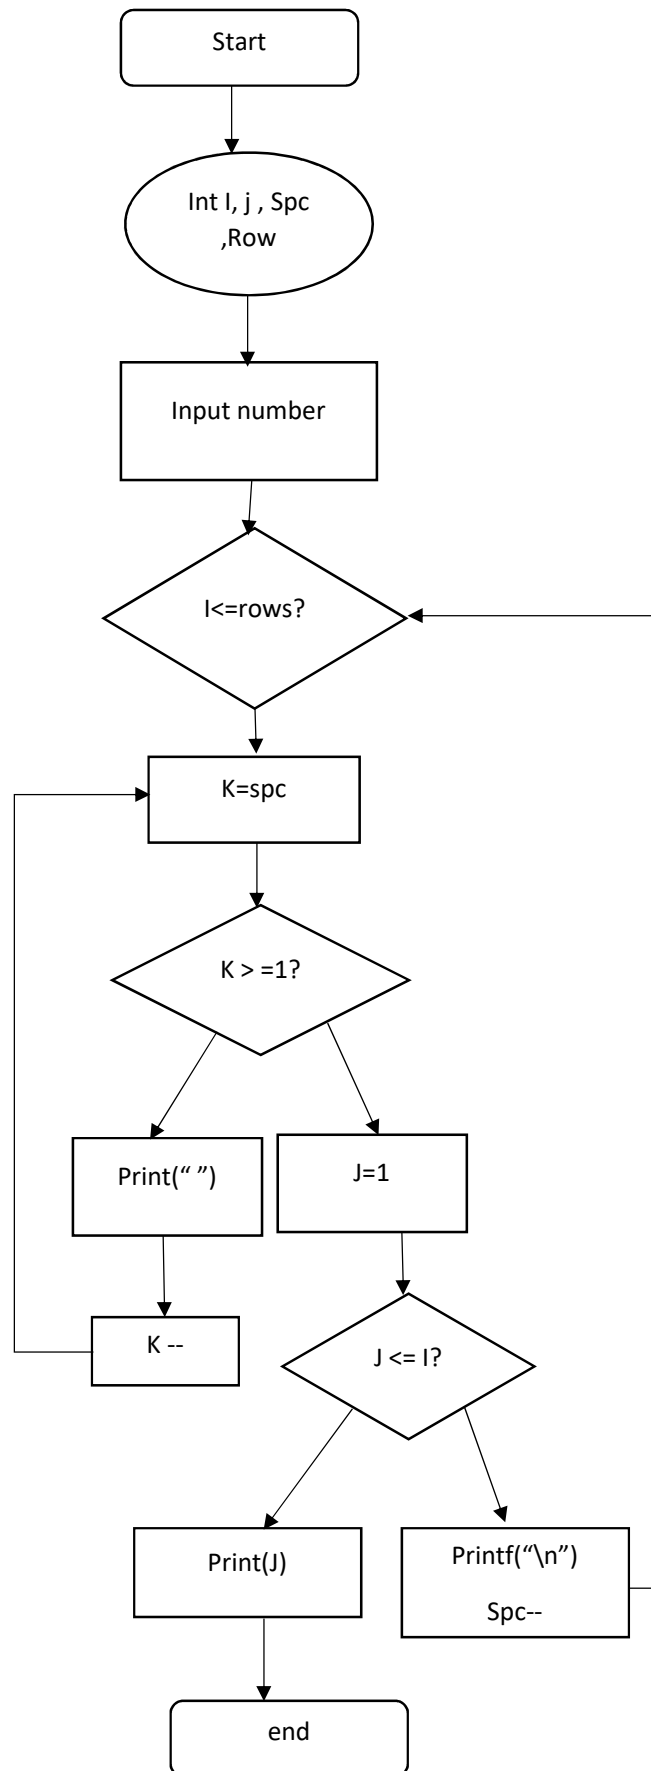 Start
Int I, j , Spc
,Row
Input number
I<=rows?
K=spc
K > =1?
Print(“ ”)
J=1
K --
J <= I?
Print(J)
Printf(“\n”)
Spc--
end